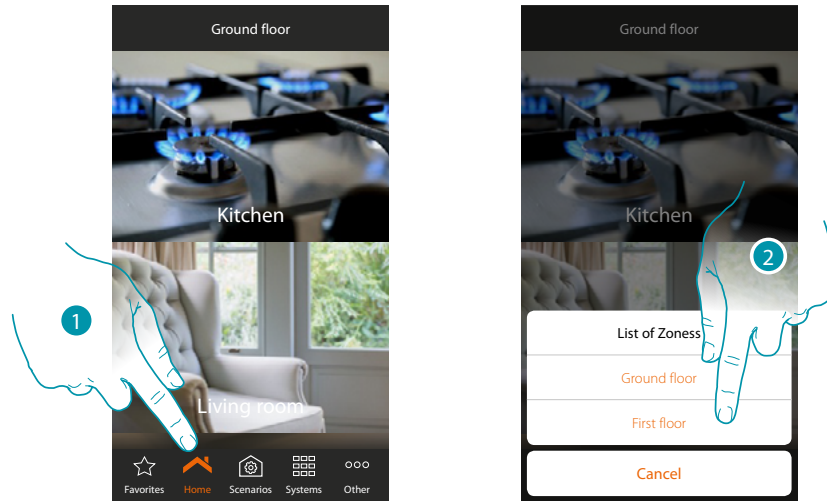 Ground floor
Kitchen
1
Living room
Favorites Home Scenarios Systems Other
Ground floor
Kitchen
2
List of Zoness
Ground floor
First floor
Cancel